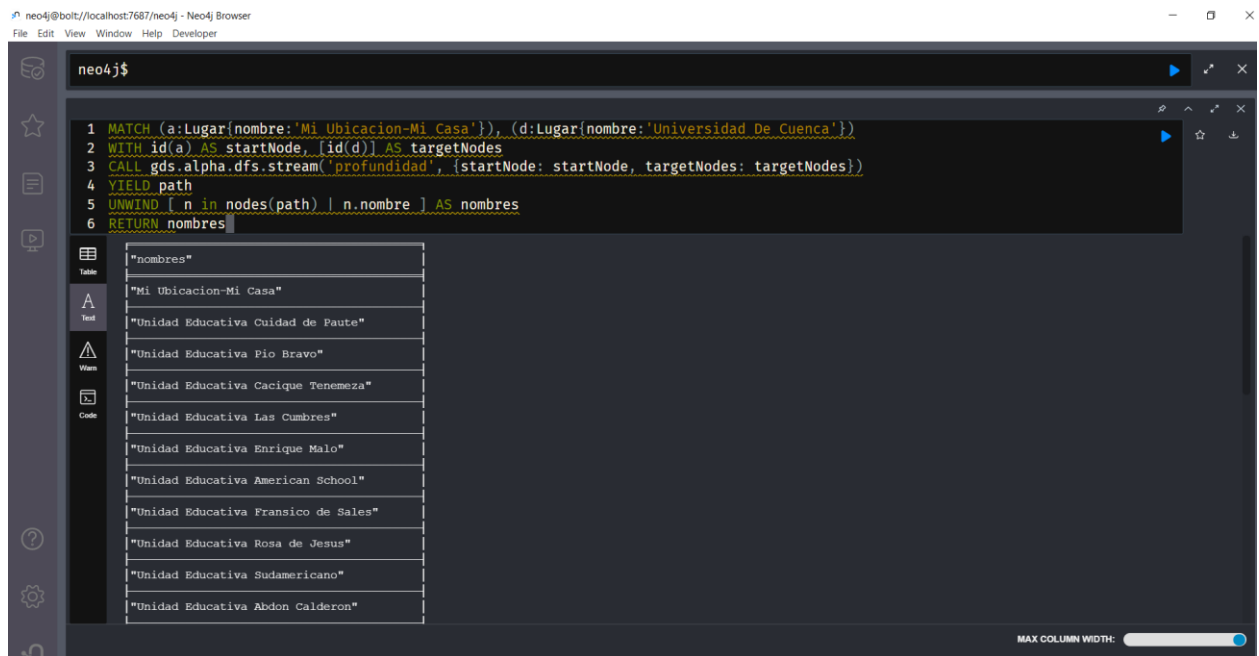 neo4j@bolt://localhost:7687/neo4j - Neo4j Browser
File Edit View Window Help Developer
neo4j$
1 MATCH (a:Lugar{nombre:'Mi Ubicacion-Mi Casa'}), (d:Lugar{nombre:'Universidad De Cuenca'})
2 WITH id(a) AS startNode, [id(d)] AS targetNodes
3 CALL gds.alpha.dfs.stream('profundidad', {startNode: startNode, targetNodes: targetNodes})
4 YIELD path
5 UNWIND [ n in nodes(path) | n.nombre ] AS nombres
6 RETURN nombres
Table
Text
Warn
Code
"nombres"
"Mi Ubicacion-Mi Casa"
"Unidad Educativa Cuidad de Paute"
"Unidad Educativa Pio Bravo"
"Unidad Educativa Cacique Tenemeza"
"Unidad Educativa Las Cumbres"
"Unidad Educativa Enrique Malo"
"Unidad Educativa American School"
"Unidad Educativa Fransico de Sales"
"Unidad Educativa Rosa de Jesus"
"Unidad Educativa Sudamericano"
"Unidad Educativa Abdon Calderon"
MAX COLUMN WIDTH: